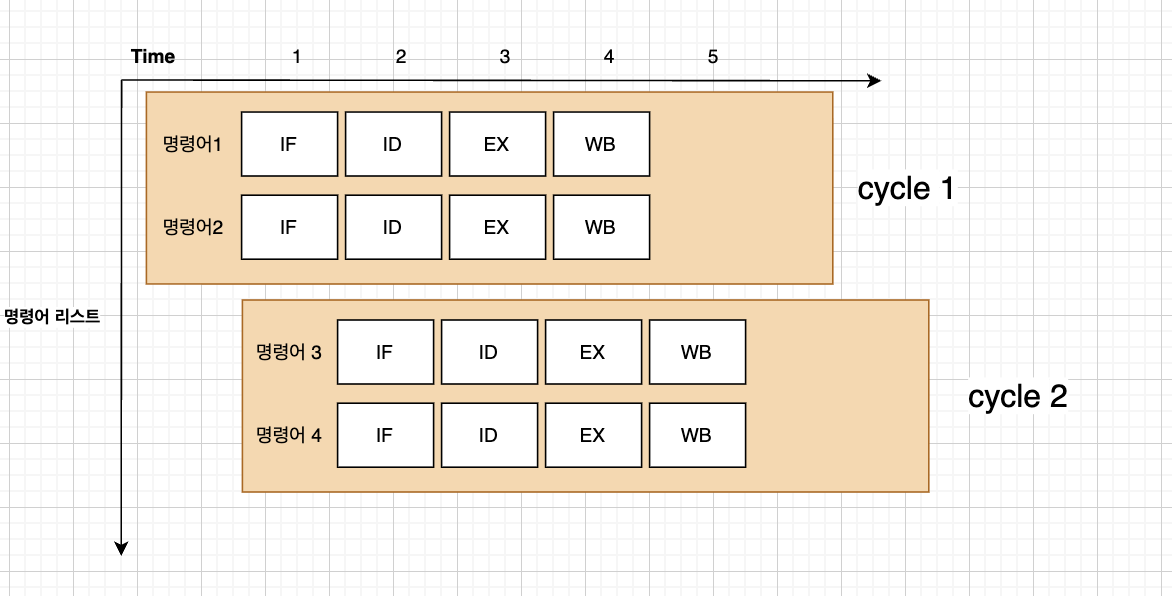 Time 1 2 3 4 5
명령어1 IF ID EX WB
cycle 1
명령어2 IF ID EX WB
명령어 리스트
명령어 3 IF ID EX WB
cycle 2
명령어 4 IF ID EX WB